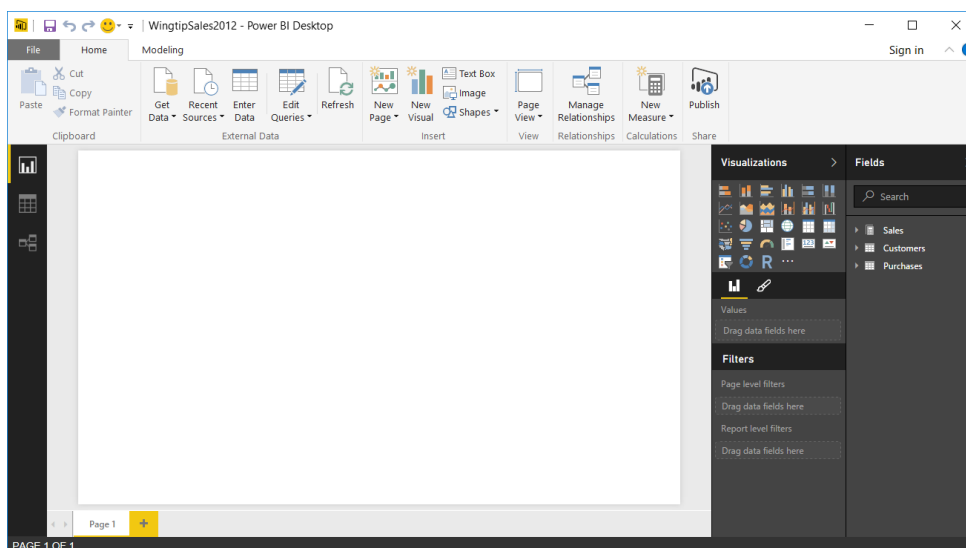 WingtipSales2012 - Power BI Desktop
File Home Modeling Sign in
Paste
Cut
Copy
Format Painter
Get Data
Recent Sources
Enter Data
Edit Queries
Refresh
New Page
New Visual
Text Box
Image
Shapes
Page View
Manage Relationships
New Measure
Publish
Clipboard External Data Insert View Relationships Calculations Share
Visualizations
R
123
Values
Drag data fields here
Filters
Page level filters
Drag data fields here
Report level filters
Drag data fields here
Fields
Search
Sales
Customers
Purchases
Page 1
PAGE 1 OF 1